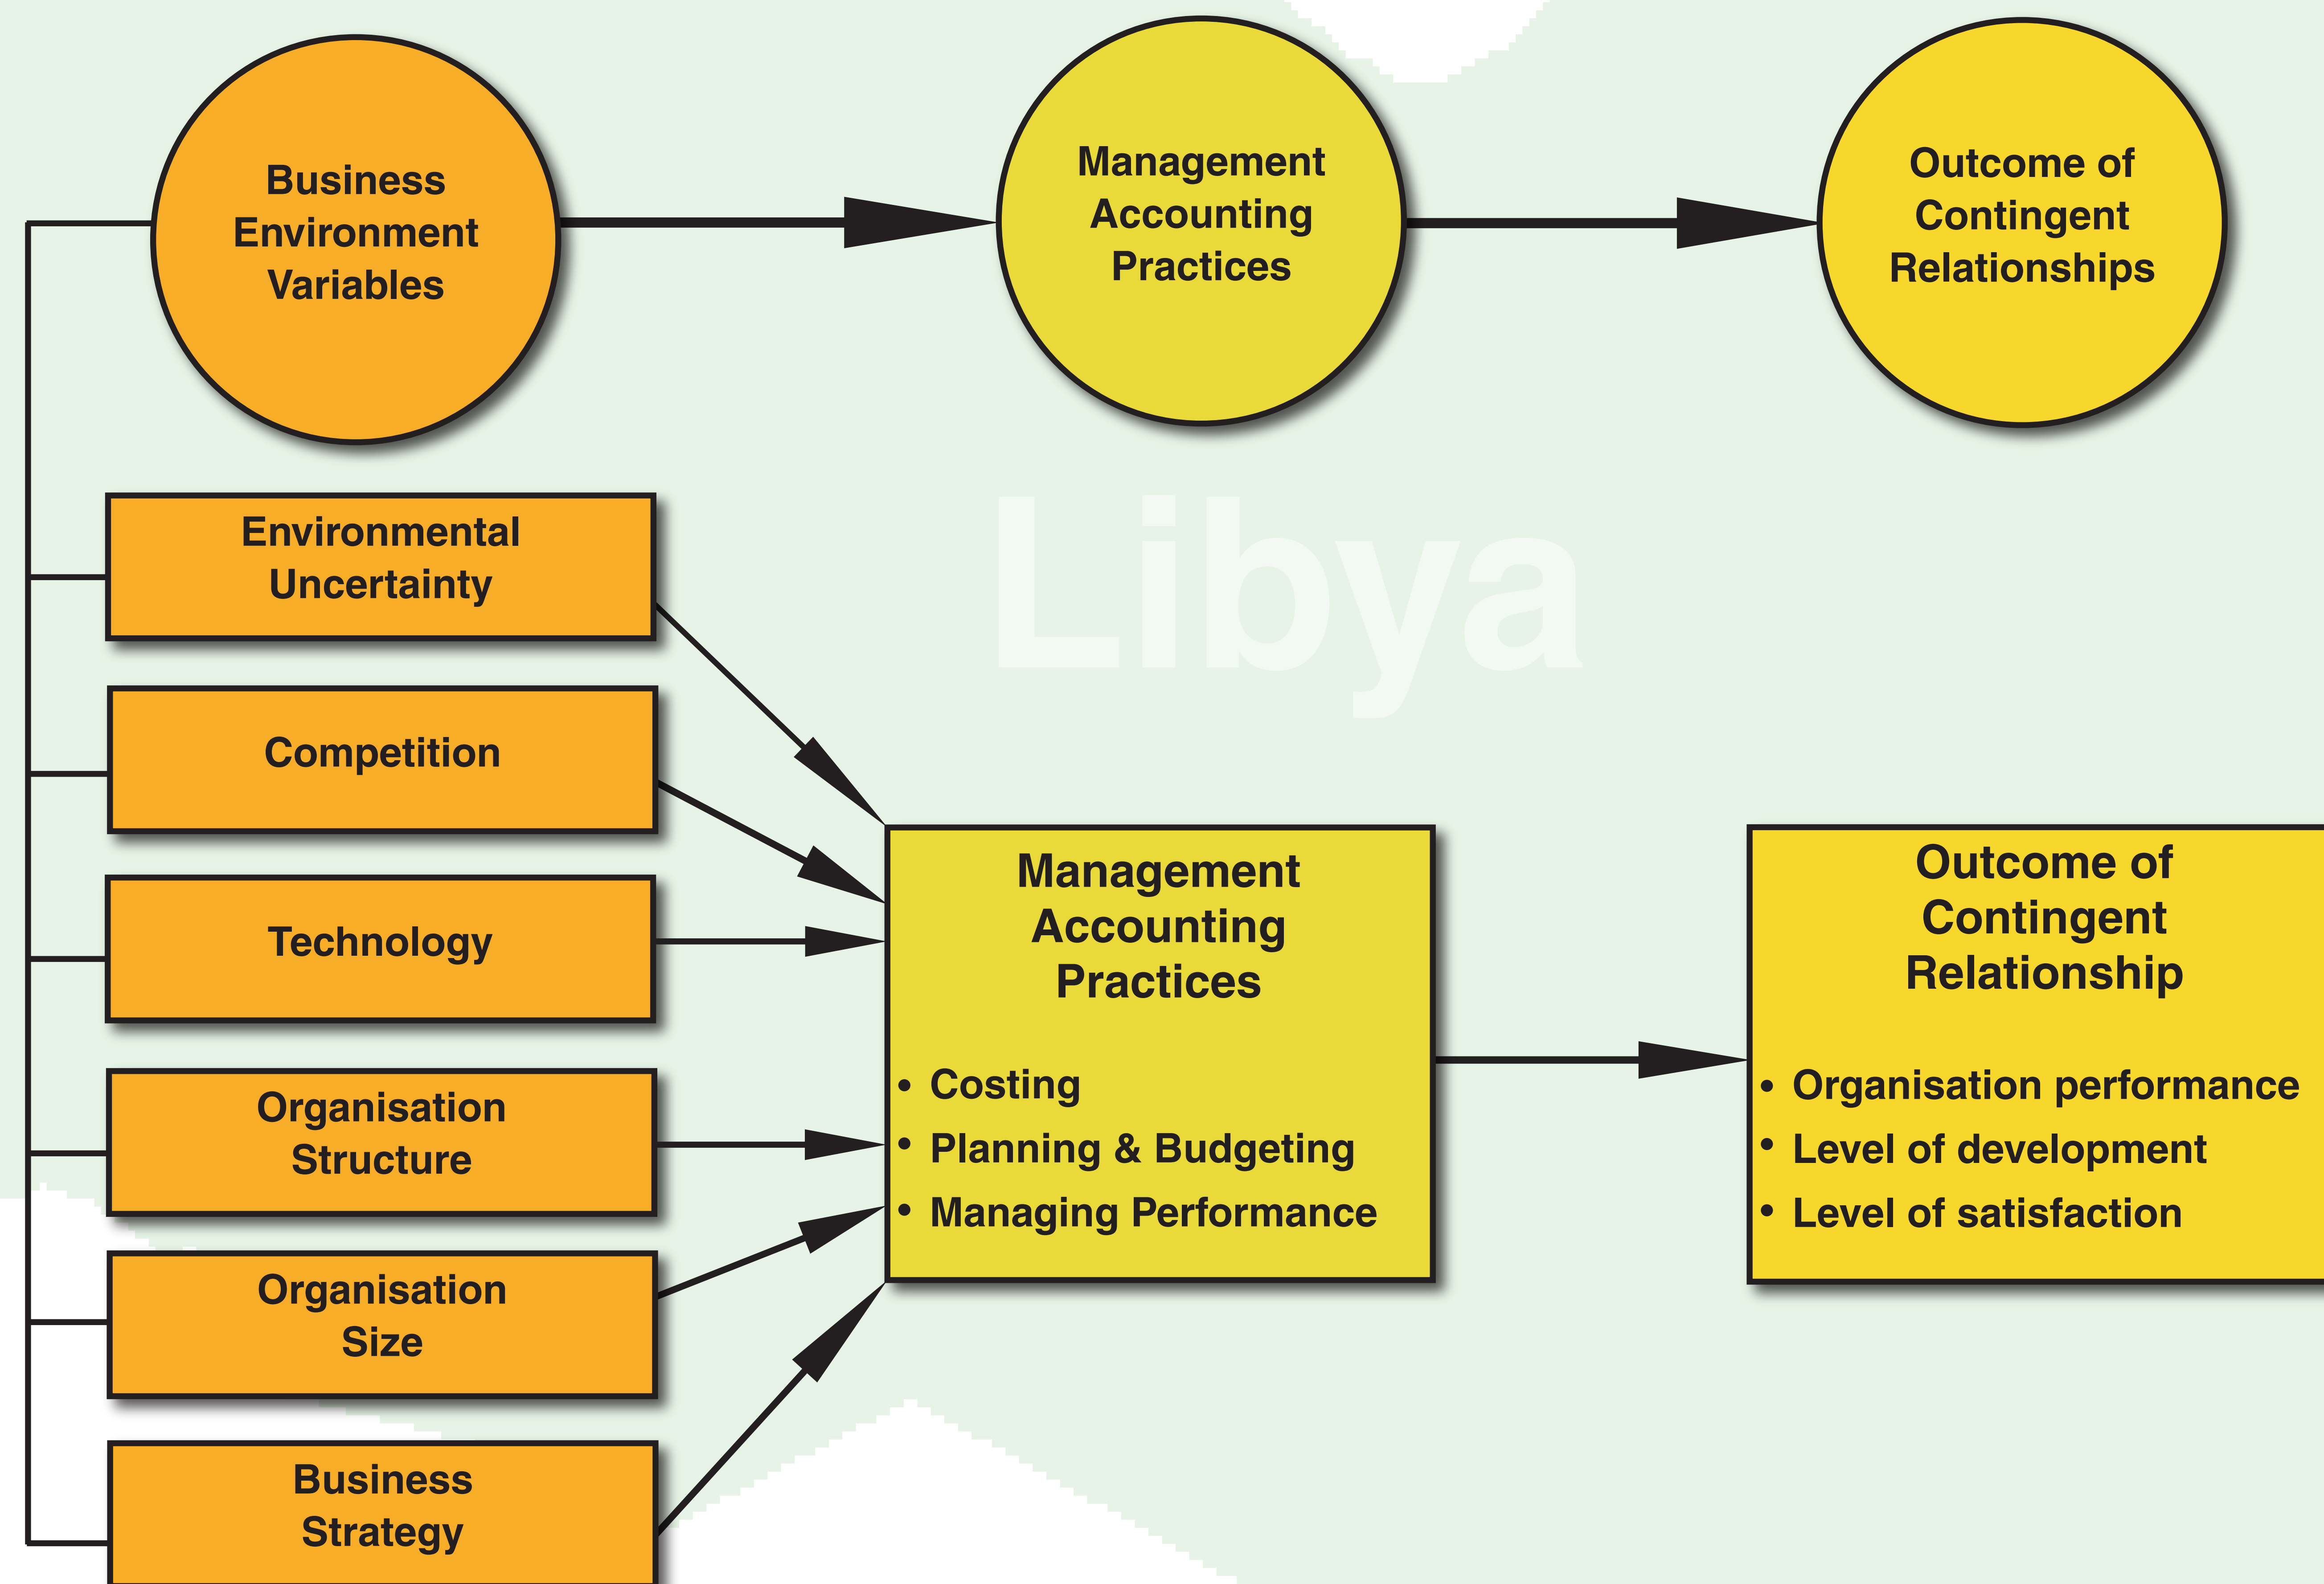 Business
Environment
Variables
Management
Accounting
Practices
Outcome of
Contingent
Relationships
Libya
Environmental
Uncertainty
Competition
Technology
Organisation
Structure
Organisation
Size
Business
Strategy
Management
Accounting
Practices
• Costing
• Planning & Budgeting
• Managing Performance
Outcome of
Contingent
Relationship
• Organisation performance
• Level of development
• Level of satisfaction